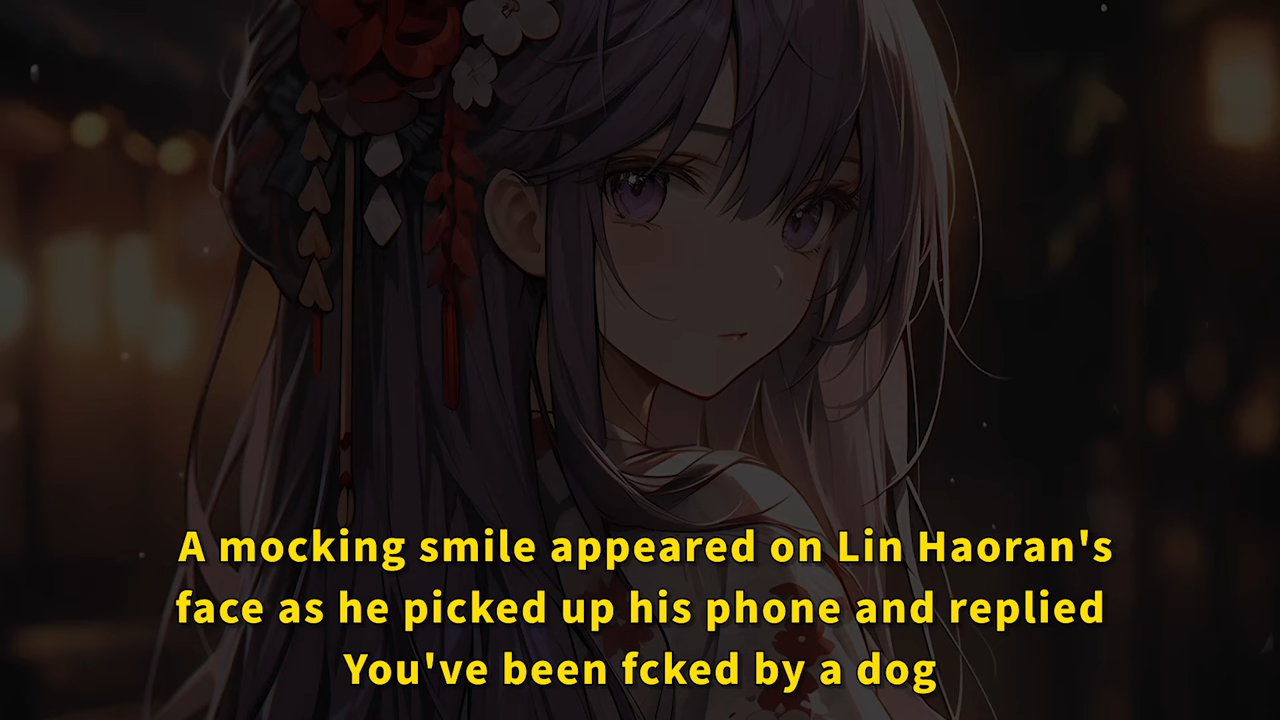 A mocking smile appeared on Lin Haoran's
face as he picked up his phone and replied
You've been fcked by a dog